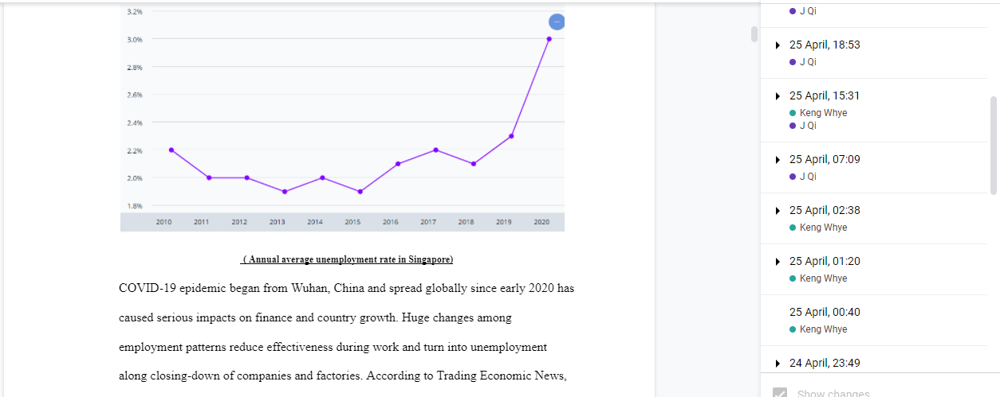 3.2%
3.0%
2.8%
2.6%
2.4%
2.2%
2.0%
1.8%
2010 2011 2012 2013 2014 2015 2016 2017 2018 2019 2020
( Annual average unemployment rate in Singapore)
COVID-19 epidemic began from Wuhan, China and spread globally since early 2020 has
caused serious impacts on finance and country growth. Huge changes among
employment patterns reduce effectiveness during work and turn into unemployment
along closing-down of companies and factories. According to Trading Economic News,
J Qi
25 April, 18:53
J Qi
25 April, 15:31
Keng Whye
J Qi
25 April, 07:09
J Qi
25 April, 02:38
Keng Whye
25 April, 01:20
Keng Whye
25 April, 00:40
Keng Whye
24 April, 23:49
Show changes